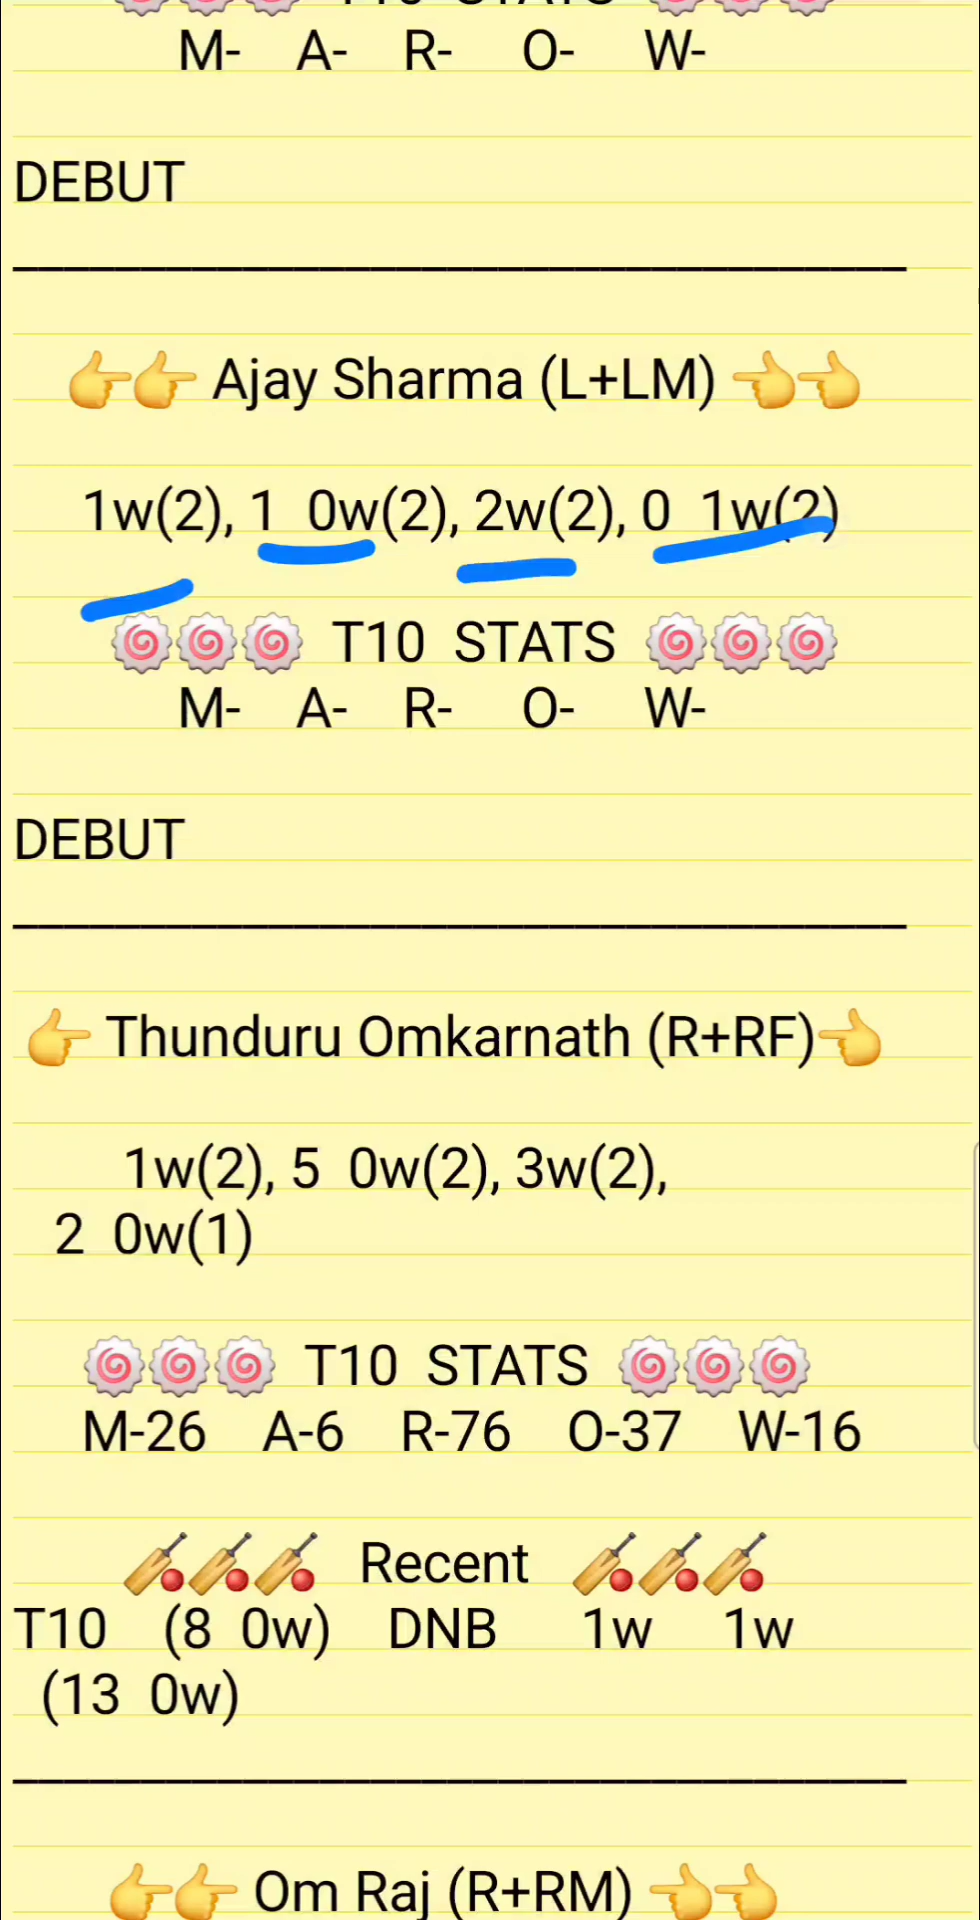 T10 STATS
M- A- R- O- W-
DEBUT
Ajay Sharma (L+LM)
1w(2), 1 0w(2), 2w(2), 0 1w(2)
T10 STATS
M- A- R- O- W-
DEBUT
Thunduru Omkarnath (R+RF)
1w(2), 5 0w(2), 3w(2),
2 0w(1)
T10 STATS
M-26 A-6 R-76 O-37 W-16
Recent
T10 (8 0w) DNB 1w 1w
(13 0w)
Om Raj (R+RM)